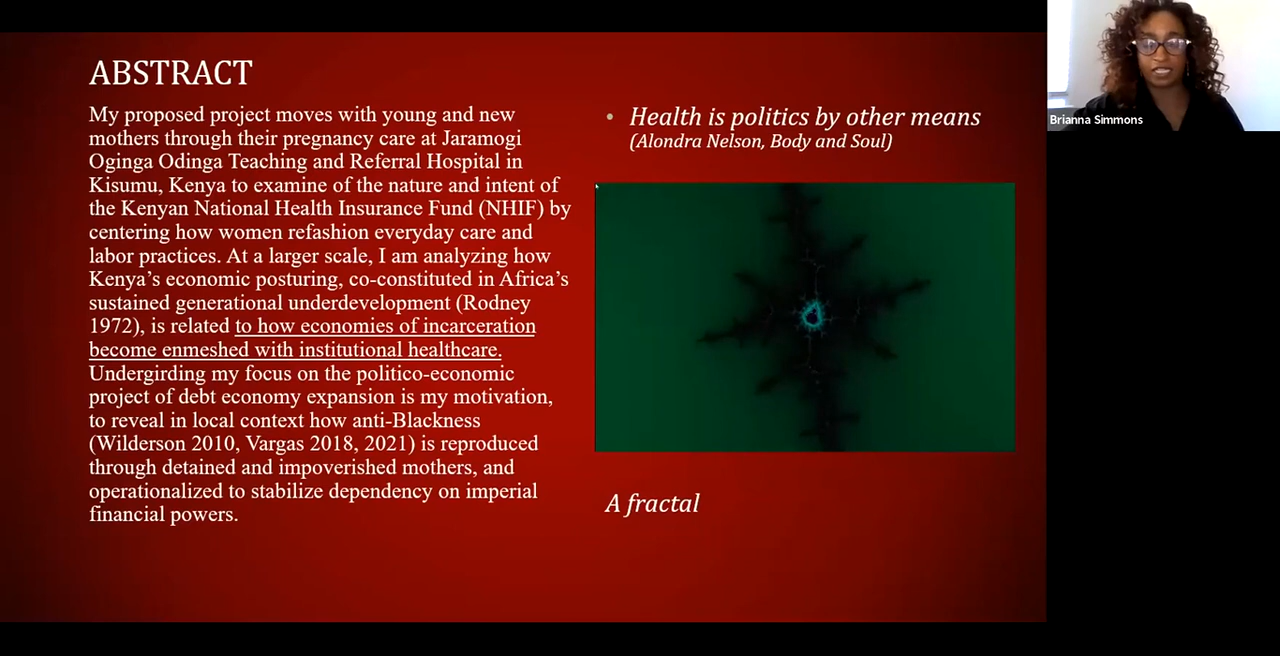 ABSTRACT
My proposed project moves with young and new
mothers through their pregnancy care at Jaramogi
Oginga Odinga Teaching and Referral Hospital in
Kisumu, Kenya to examine of the nature and intent of
the Kenyan National Health Insurance Fund (NHIF) by
centering how women refashion everyday care and
labor practices. At a larger scale, I am analyzing how
Kenya’s economic posturing, co-constituted in Africa’s
sustained generational underdevelopment (Rodney
1972), is related to how economies of incarceration
become enmeshed with institutional healthcare.
Undergirding my focus on the politico-economic
project of debt economy expansion is my motivation,
to reveal in local context how anti-Blackness
(Wilderson 2010, Vargas 2018, 2021) is reproduced
through detained and impoverished mothers, and
operationalized to stabilize dependency on imperial
financial powers.
• Health is politics by other means
(Alondra Nelson, Body and Soul)
A fractal
Brianna Simmons